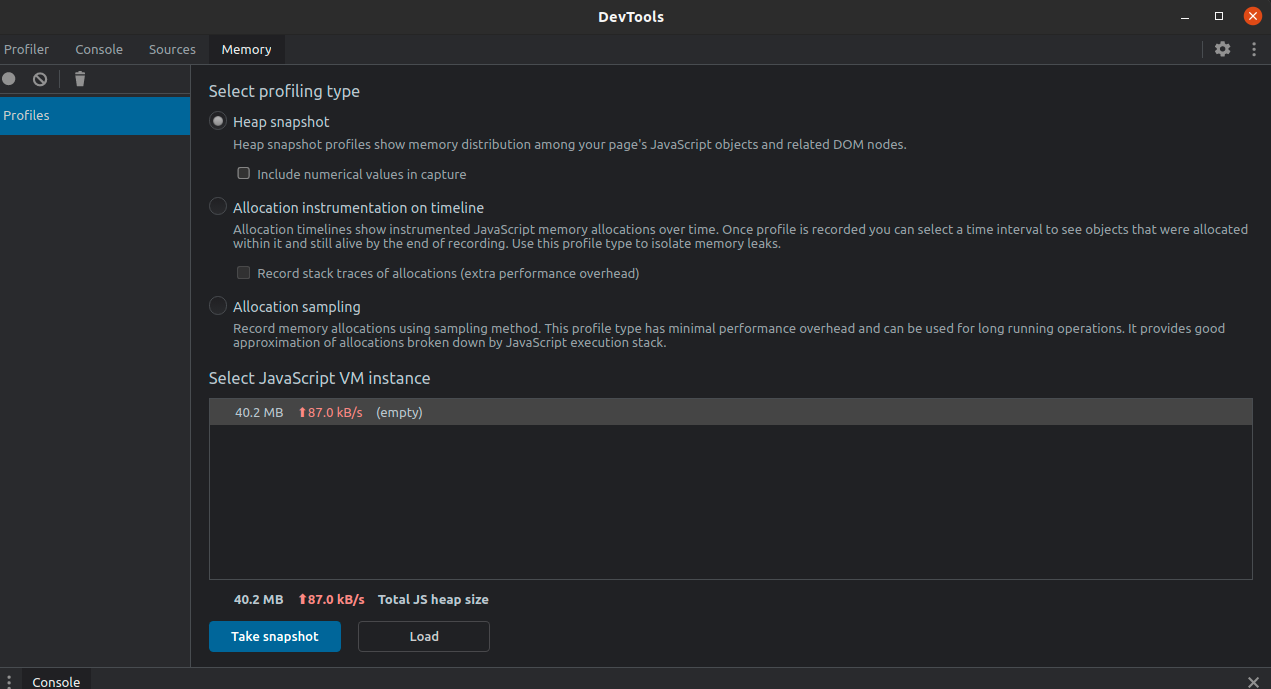 DevTools
Profiler Console Sources Memory
Profiles
Select profiling type
Heap snapshot
Heap snapshot profiles show memory distribution among your page's JavaScript objects and related DOM nodes.
Include numerical values in capture
Allocation instrumentation on timeline
Allocation timelines show instrumented JavaScript memory allocations over time. Once profile is recorded you can select a time interval to see objects that were allocated
within it and still alive by the end of recording. Use this profile type to isolate memory leaks.
Record stack traces of allocations (extra performance overhead)
Allocation sampling
Record memory allocations using sampling method. This profile type has minimal performance overhead and can be used for long running operations. It provides good
approximation of allocations broken down by JavaScript execution stack.
Select JavaScript VM instance
40.2 MB ⬆87.0 kB/s (empty)
40.2 MB ⬆87.0 kB/s Total JS heap size
Take snapshot Load
Console